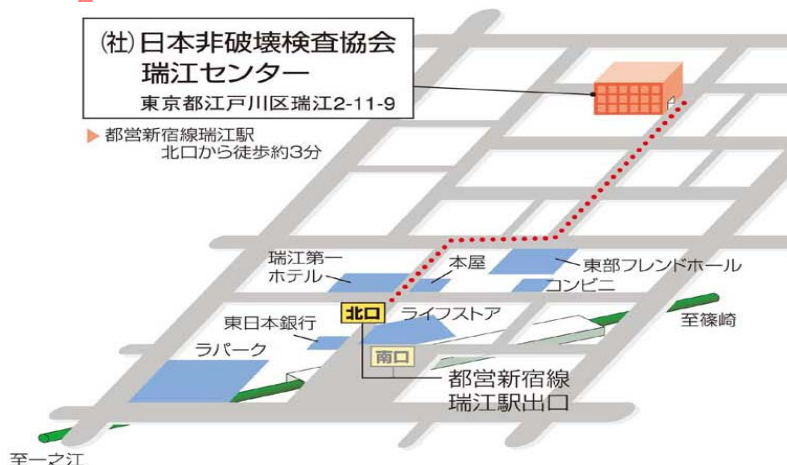 (社)日本非破壊検査協会
瑞江センター
東京都江戸川区瑞江2-11-9
▶ 都営新宿線瑞江駅
北口から徒歩約3分
瑞江第一
ホテル
本屋
東部フレンドホール
コンビニ
北口
ライフストア
至篠崎
東日本銀行
ラパーク
南口
都営新宿線
瑞江駅出口
至一之江